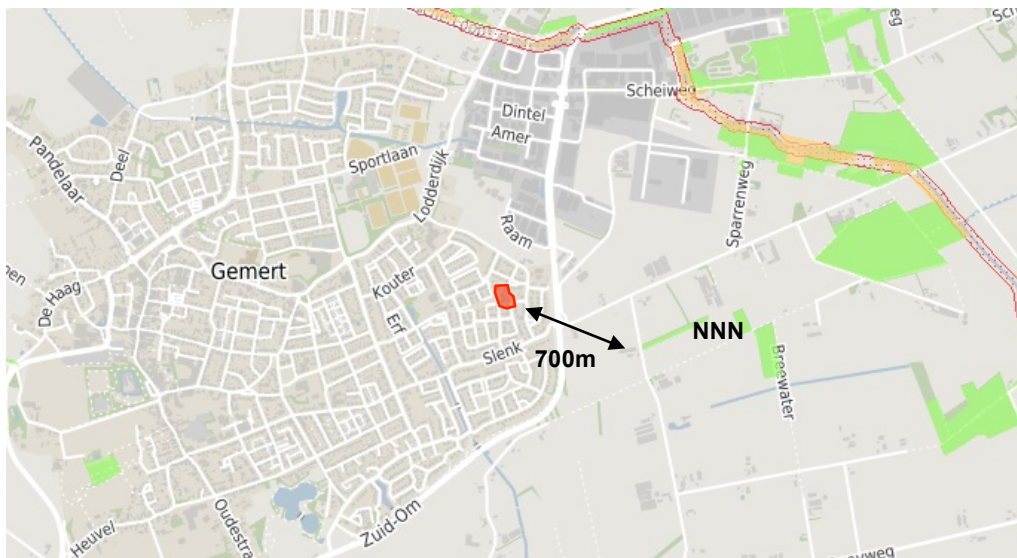 Scheiweg
Dintel
Amer
Sportlaan
Lodderdijk
Deel
Pandelaar
Sparrenweg
Raam
Gemert
Kouter
De Haag
Erf
NNN
700m
Slenk
Breewater
Heuvel
Zuid-Om